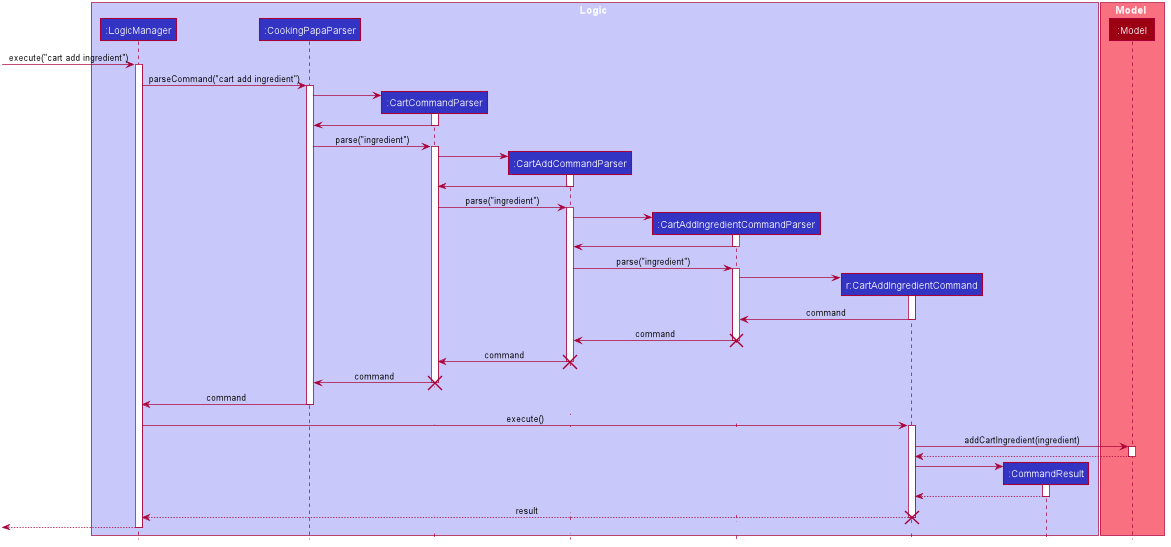 Logic
Model
:LogicManager
:CookingPapaParser
:Model
execute("cart add ingredient")
parseCommand("cart add ingredient")
:CartCommandParser
parse("ingredient")
:CartAddCommandParser
parse("ingredient")
:CartAddIngredientCommandParser
parse("ingredient")
r:CartAddIngredientCommand
command
command
command
command
command
execute()
addCartIngredient(ingredient)
:CommandResult
result